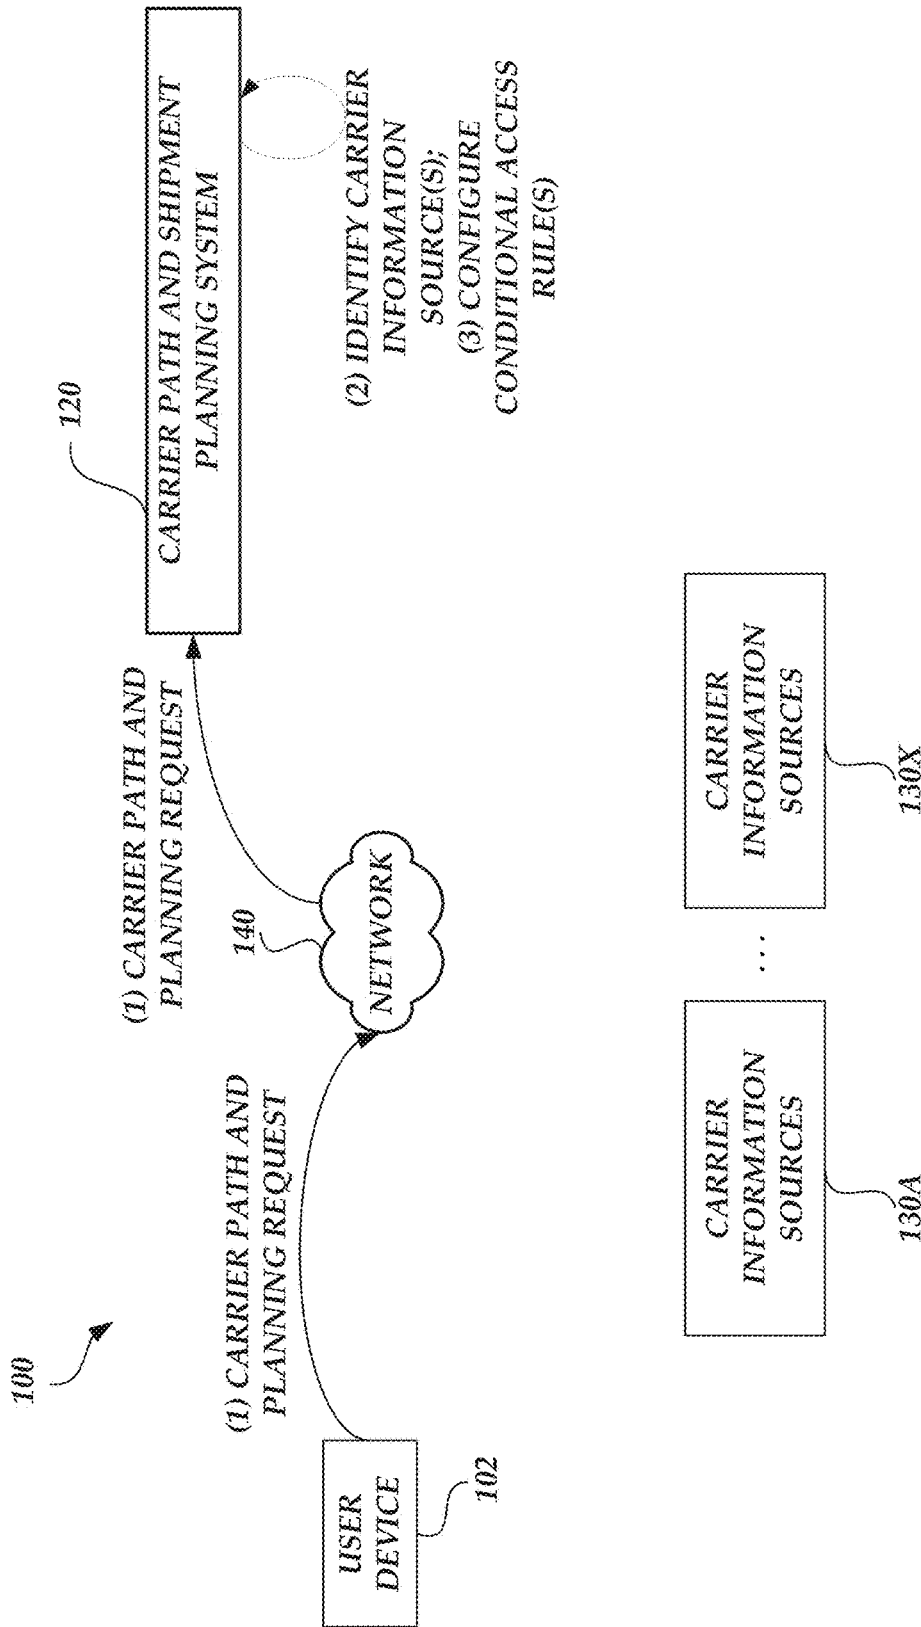 100
USER
DEVICE
102
(1) CARRIER PATH AND
PLANNING REQUEST
NETWORK
140
(1) CARRIER PATH AND
PLANNING REQUEST
120
CARRIER PATH AND SHIPMENT
PLANNING SYSTEM
(2) IDENTIFY CARRIER
INFORMATION
SOURCE(S);
(3) CONFIGURE
CONDITIONAL ACCESS
RULE(S)
CARRIER
INFORMATION
SOURCES
130A
...
CARRIER
INFORMATION
SOURCES
130X